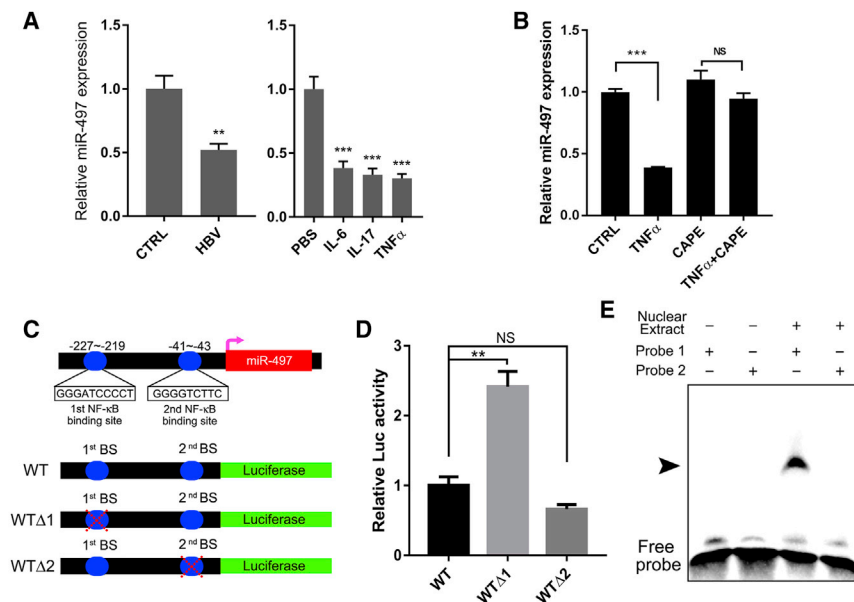 A
Relative miR-497 expression
1.5
1.0
0.5
0.0
**
CTRL
HBV
1.5
1.0
0.5
0.0
***
***
***
PBS
IL-6
IL-17
TNFα
B
Relative miR-497 expression
1.5
1.0
0.5
0.0
***
NS
CTRL
TNFα
CAPE
TNFα+CAPE
C
-227~-219
-41~-43
miR-497
GGGATCCCCT
GGGGTCTTC
1st NF-κB
binding site
2nd NF-κB
binding site
1st BS
2nd BS
WT
Luciferase
1st BS
2nd BS
WTΔ1
Luciferase
1st BS
2nd BS
WTΔ2
Luciferase
D
Relative Luc activity
3
2
1
0
NS
**
WT
WTΔ1
WTΔ2
E
Nuclear
Extract
– – + +
Probe 1 + – + –
Probe 2 – + – +
Free
probe